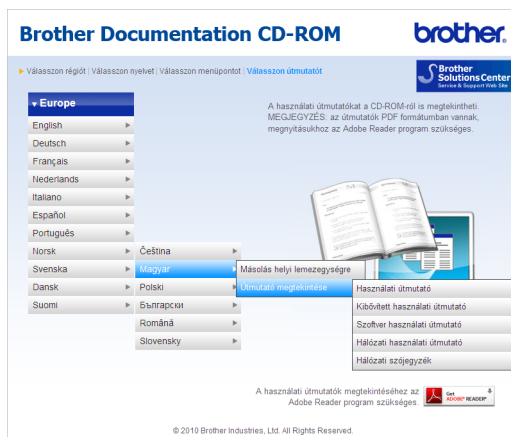 Brother Documentation CD-ROM
brother
Válasszon régiót | Válasszon nyelvet | Válasszon menüpontot | Válasszon útmutatót
Brother
Solutions Center
Service & Support Web Site
Europe
English
Deutsch
Français
Nederlands
Italiano
Español
Português
Norsk
Svenska
Dansk
Suomi
A használati útmutatókat a CD-ROM-ról is megtekintheti.
MEGJEGYZÉS: az útmutatók PDF formátumban vannak,
megnyitásukhoz az Adobe Reader program szükséges.
Čeština
Magyar
Polski
Български
Română
Slovensky
Másolás helyi lemezegységre
Útmutató megtekintése
Használati útmutató
Kibővített használati útmutató
Szoftver használati útmutató
Hálózati használati útmutató
Hálózati szójegyzék
A használati útmutatók megtekintéséhez az
Adobe Reader program szükséges.
Get
ADOBE® READER®
© 2010 Brother Industries, Ltd. All Rights Reserved.